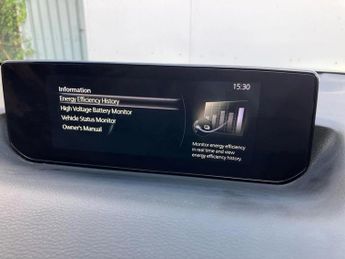 Information
15:30
Energy Efficiency History
High Voltage Battery Monitor
Vehicle Status Monitor
Owner's Manual
Monitor energy efficiency
in real time and view
energy efficiency history.